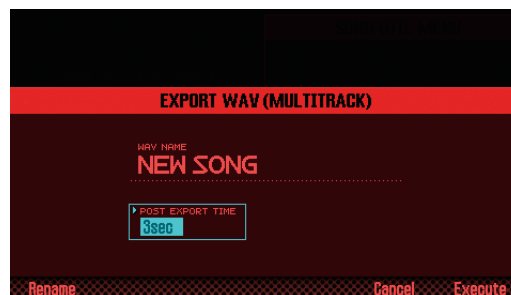 EXPORT WAV (MULTITRACK)
WAV NAME
NEW SONG
POST EXPORT TIME
3sec
Rename Cancel Execute